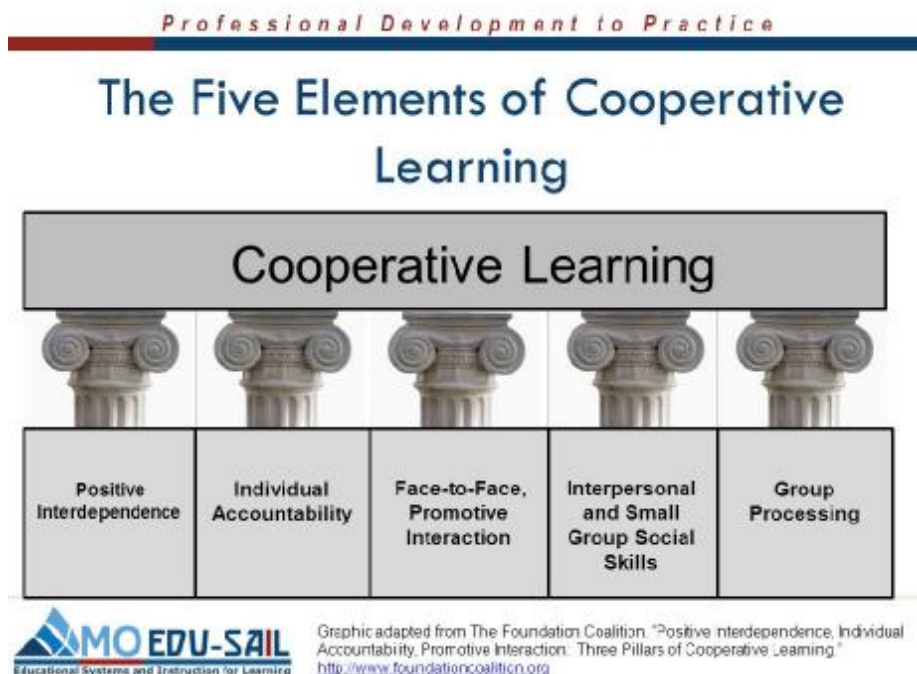 Professional Development to Practice
The Five Elements of Cooperative
Learning
Cooperative Learning
Positive
Interdependence
Individual
Accountability
Face-to-Face,
Promotive
Interaction
Interpersonal
and Small
Group Social
Skills
Group
Processing
MO EDU-SAIL
Educational Systems and Instruction for Learning
Graphic adapted from The Foundation Coalition. "Positive Interdependence, Individual
Accountability, Promotive Interaction: Three Pillars of Cooperative Learning."
http://www.foundationcoalition.org